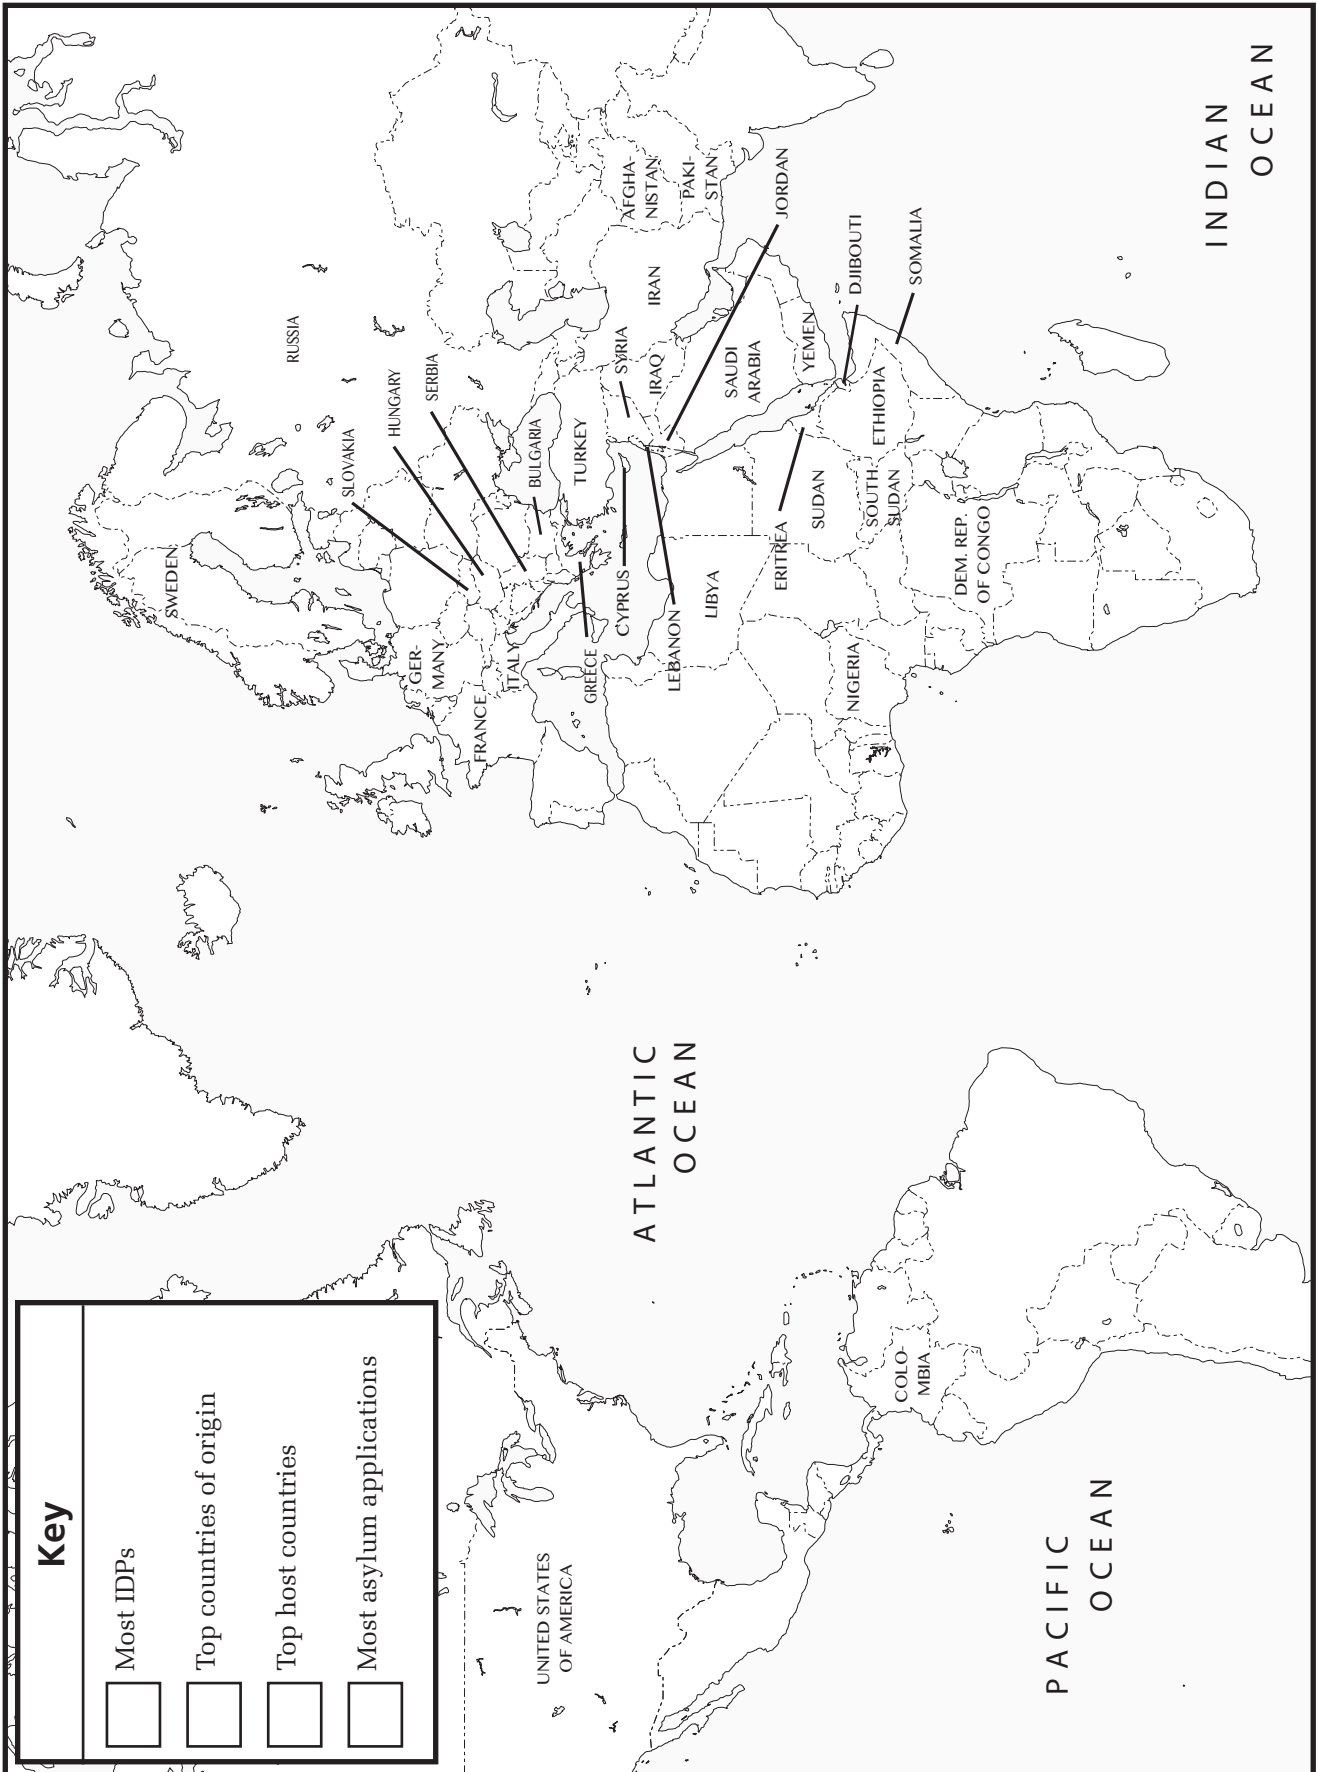 Key
Most IDPs
Top countries of origin
Top host countries
Most asylum applications
UNITED STATES
OF AMERICA
COLO-
MBIA
PACIFIC
OCEAN
ATLANTIC
OCEAN
SWEDEN
RUSSIA
SLOVAKIA
HUNGARY
SERBIA
GER-
MANY
FRANCE
ITALY
BULGARIA
TURKEY
GREECE
CYPRUS
LEBANON
SYRIA
IRAQ
IRAN
AFGHA-
NISTAN
PAKI-
STAN
JORDAN
SAUDI
ARABIA
YEMEN
DJIBOUTI
SOMALIA
LIBYA
ERITREA
SUDAN
ETHIOPIA
SOUTH
SUDAN
NIGERIA
DEM. REP.
OF CONGO
INDIAN
OCEAN